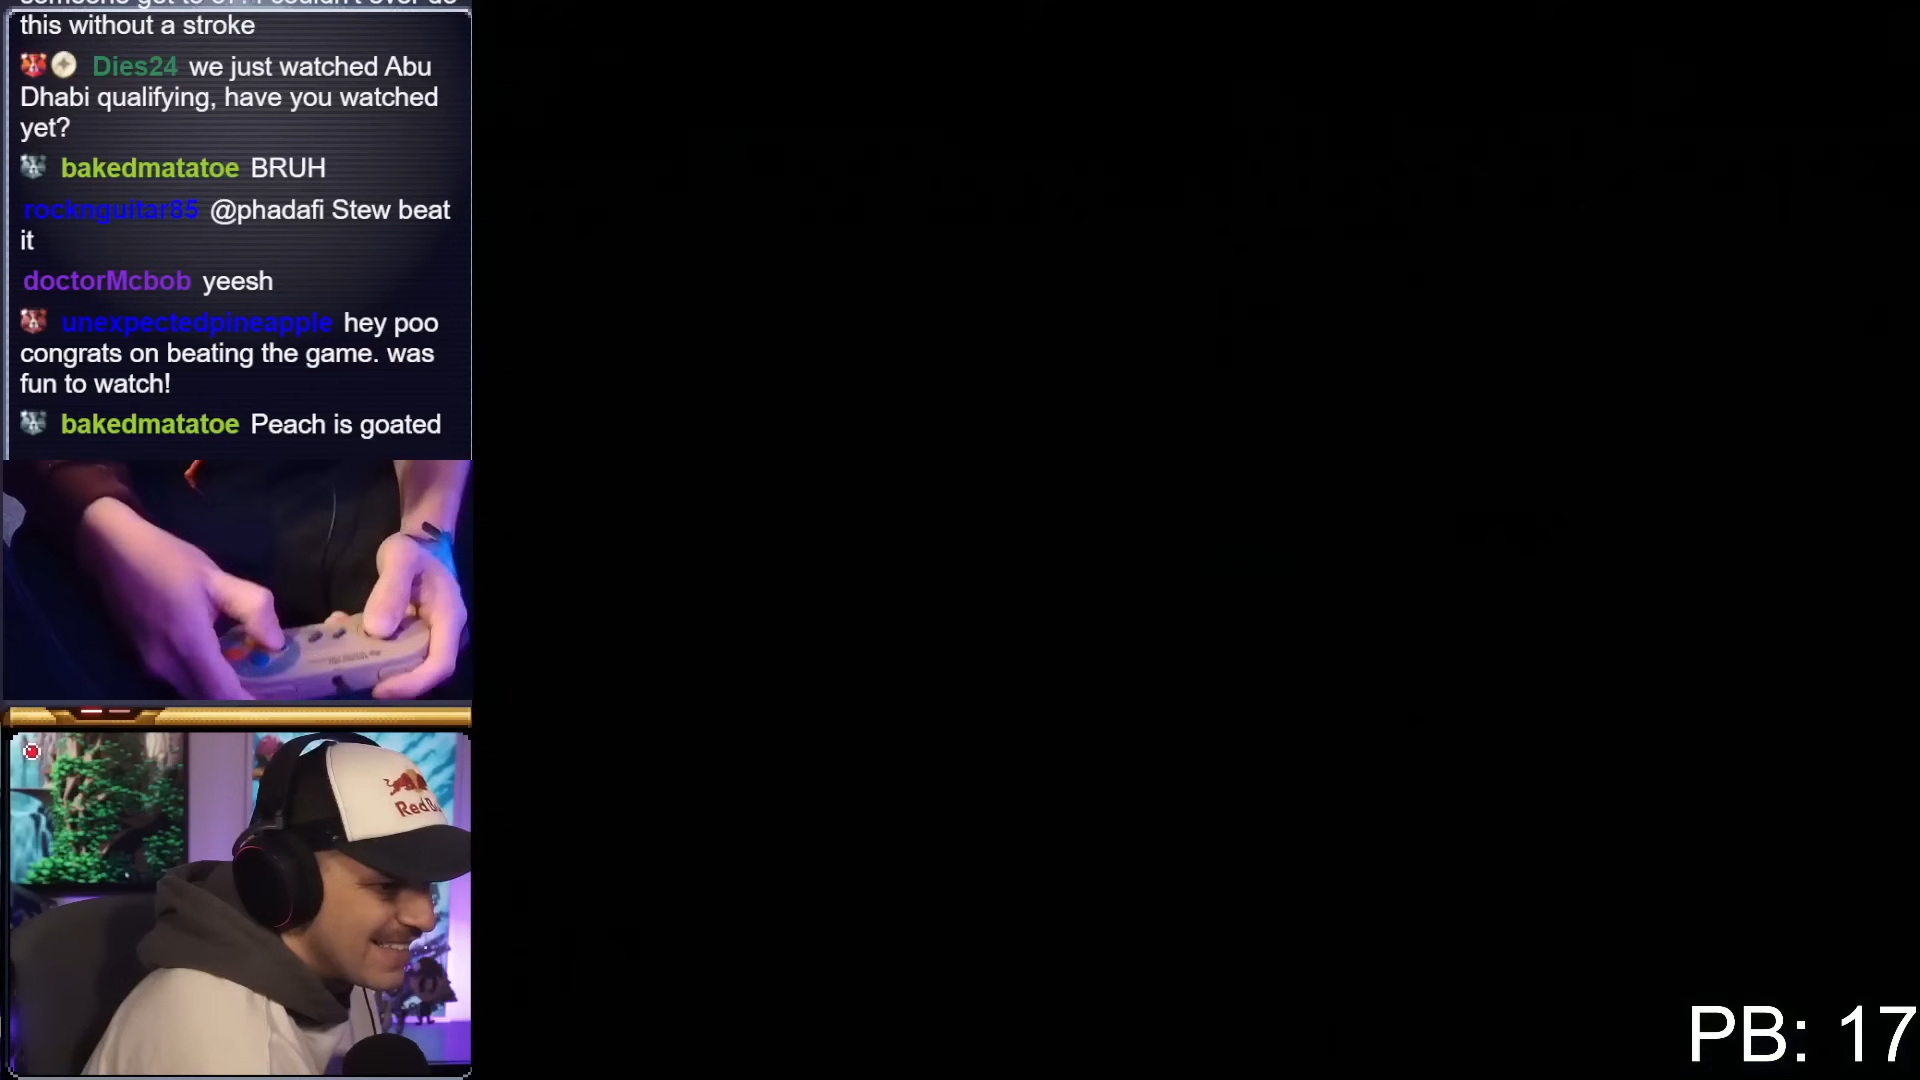 this without a stroke
Dies24 we just watched Abu
Dhabi qualifying, have you watched
yet?
bakedmatatoe BRUH
rocknguitar85 @phadafi Stew beat
it
doctorMcbob yeesh
unexpectedpineapple hey poo
congrats on beating the game. was
fun to watch!
bakedmatatoe Peach is goated
Red
PB: 17